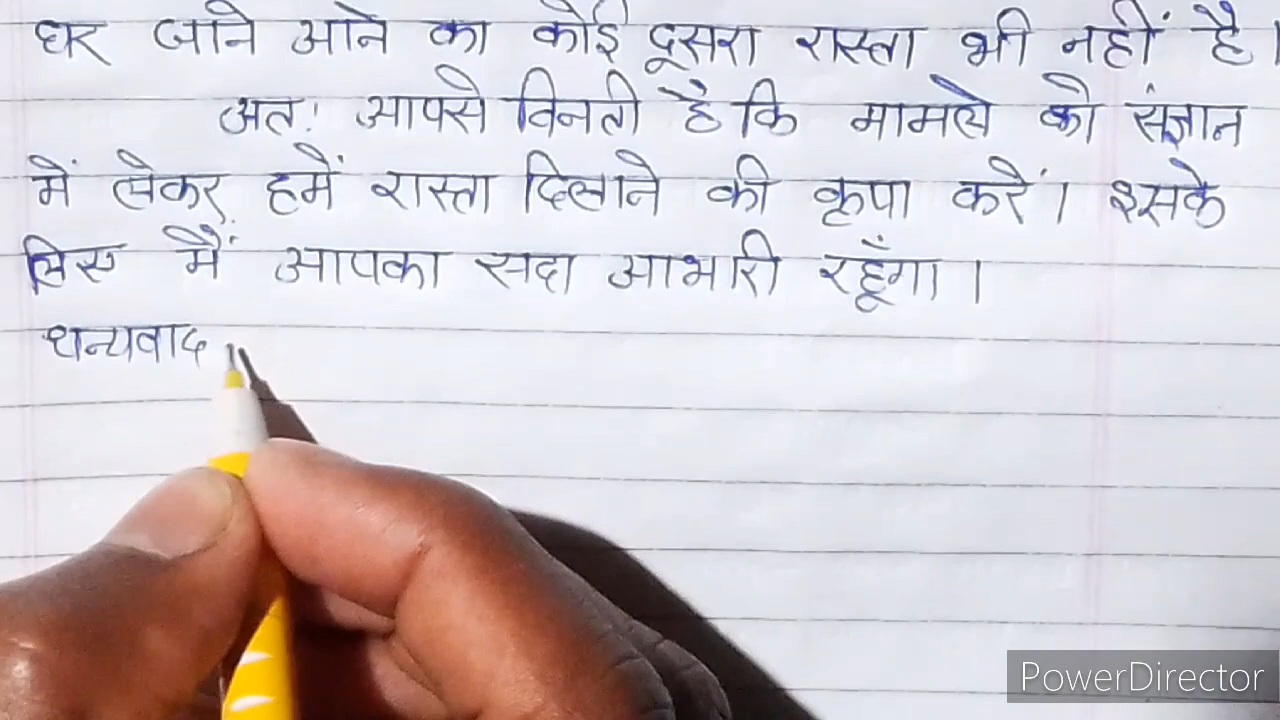 घर जाने आने का कोई दूसरा रास्ता भी नहीं है।
अत: आपसे विनती है कि मामले को संज्ञान
में लेकर हमें रास्ता दिलाने की कृपा करें। इसके
लिए मैं आपका सदा आभारी रहूँगा।
धन्यवाद
PowerDirector